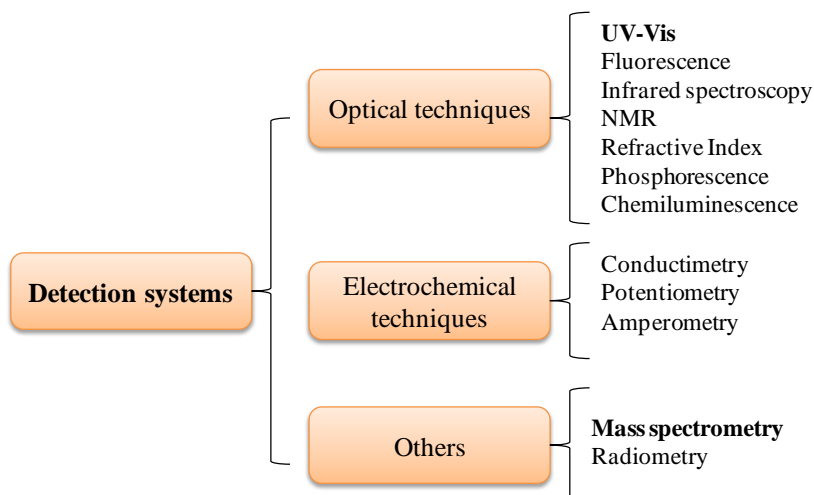 Detection systems
Optical techniques
UV-Vis
Fluorescence
Infrared spectroscopy
NMR
Refractive Index
Phosphorescence
Chemiluminescence
Electrochemical
techniques
Conductimetry
Potentiometry
Amperometry
Others
Mass spectrometry
Radiometry